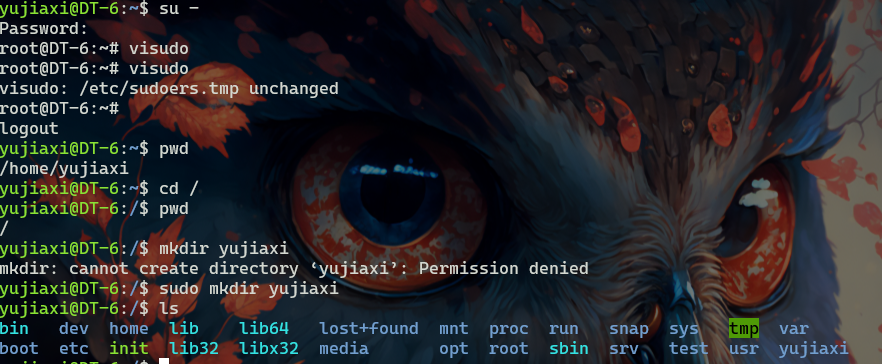 yujiaxi@DT-6:~$ su -
Password:
root@DT-6:~# visudo
root@DT-6:~# visudo
visudo: /etc/sudoers.tmp unchanged
root@DT-6:~#
logout
yujiaxi@DT-6:~$ pwd
/home/yujiaxi
yujiaxi@DT-6:~$ cd /
yujiaxi@DT-6:/$ pwd
/
yujiaxi@DT-6:/$ mkdir yujiaxi
mkdir: cannot create directory ‘yujiaxi’: Permission denied
yujiaxi@DT-6:/$ sudo mkdir yujiaxi
yujiaxi@DT-6:/$ ls
bin dev home lib lib64 lost+found mnt proc run snap sys tmp var
boot etc init lib32 libx32 media opt root sbin srv test usr yujiaxi
yujiaxi@DT-6:/$